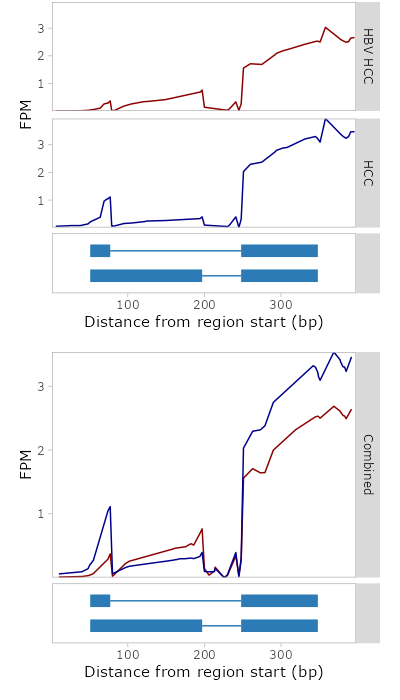 3
2
1
HBV HCC
FPM
3
2
1
HCC
100 200 300
Distance from region start (bp)
3
2
1
Combined
FPM
100 200 300
Distance from region start (bp)